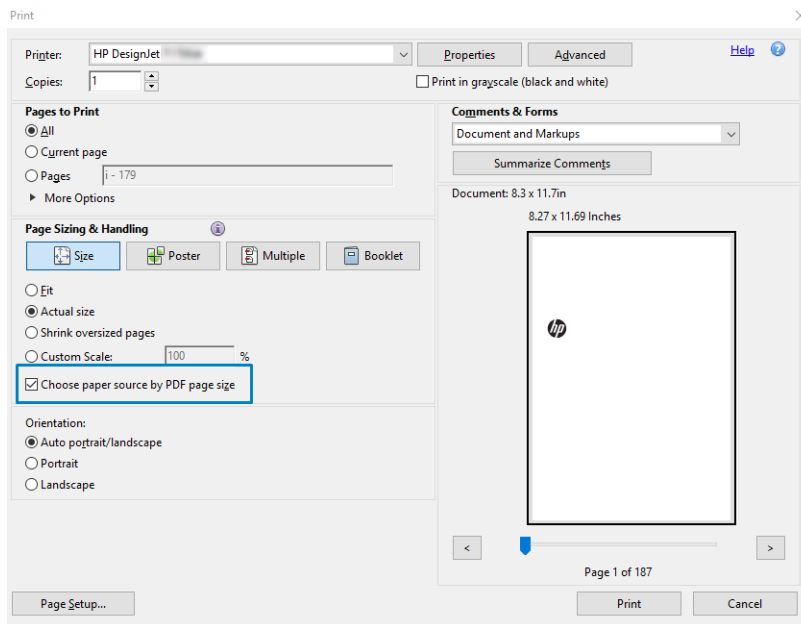 Print
Printer: HP DesignJet Properties Advanced Help ?
Copies: 1 Print in grayscale (black and white)
Pages to Print
All
Current page
Pages i - 179
More Options
Page Sizing & Handling i
Size Poster Multiple Booklet
Fit
Actual size
Shrink oversized pages
Custom Scale: 100 %
Choose paper source by PDF page size
Orientation:
Auto portrait/landscape
Portrait
Landscape
Comments & Forms
Document and Markups
Summarize Comments
Document: 8.3 x 11.7in
8.27 x 11.69 Inches
hp
< >
Page 1 of 187
Page Setup... Print Cancel